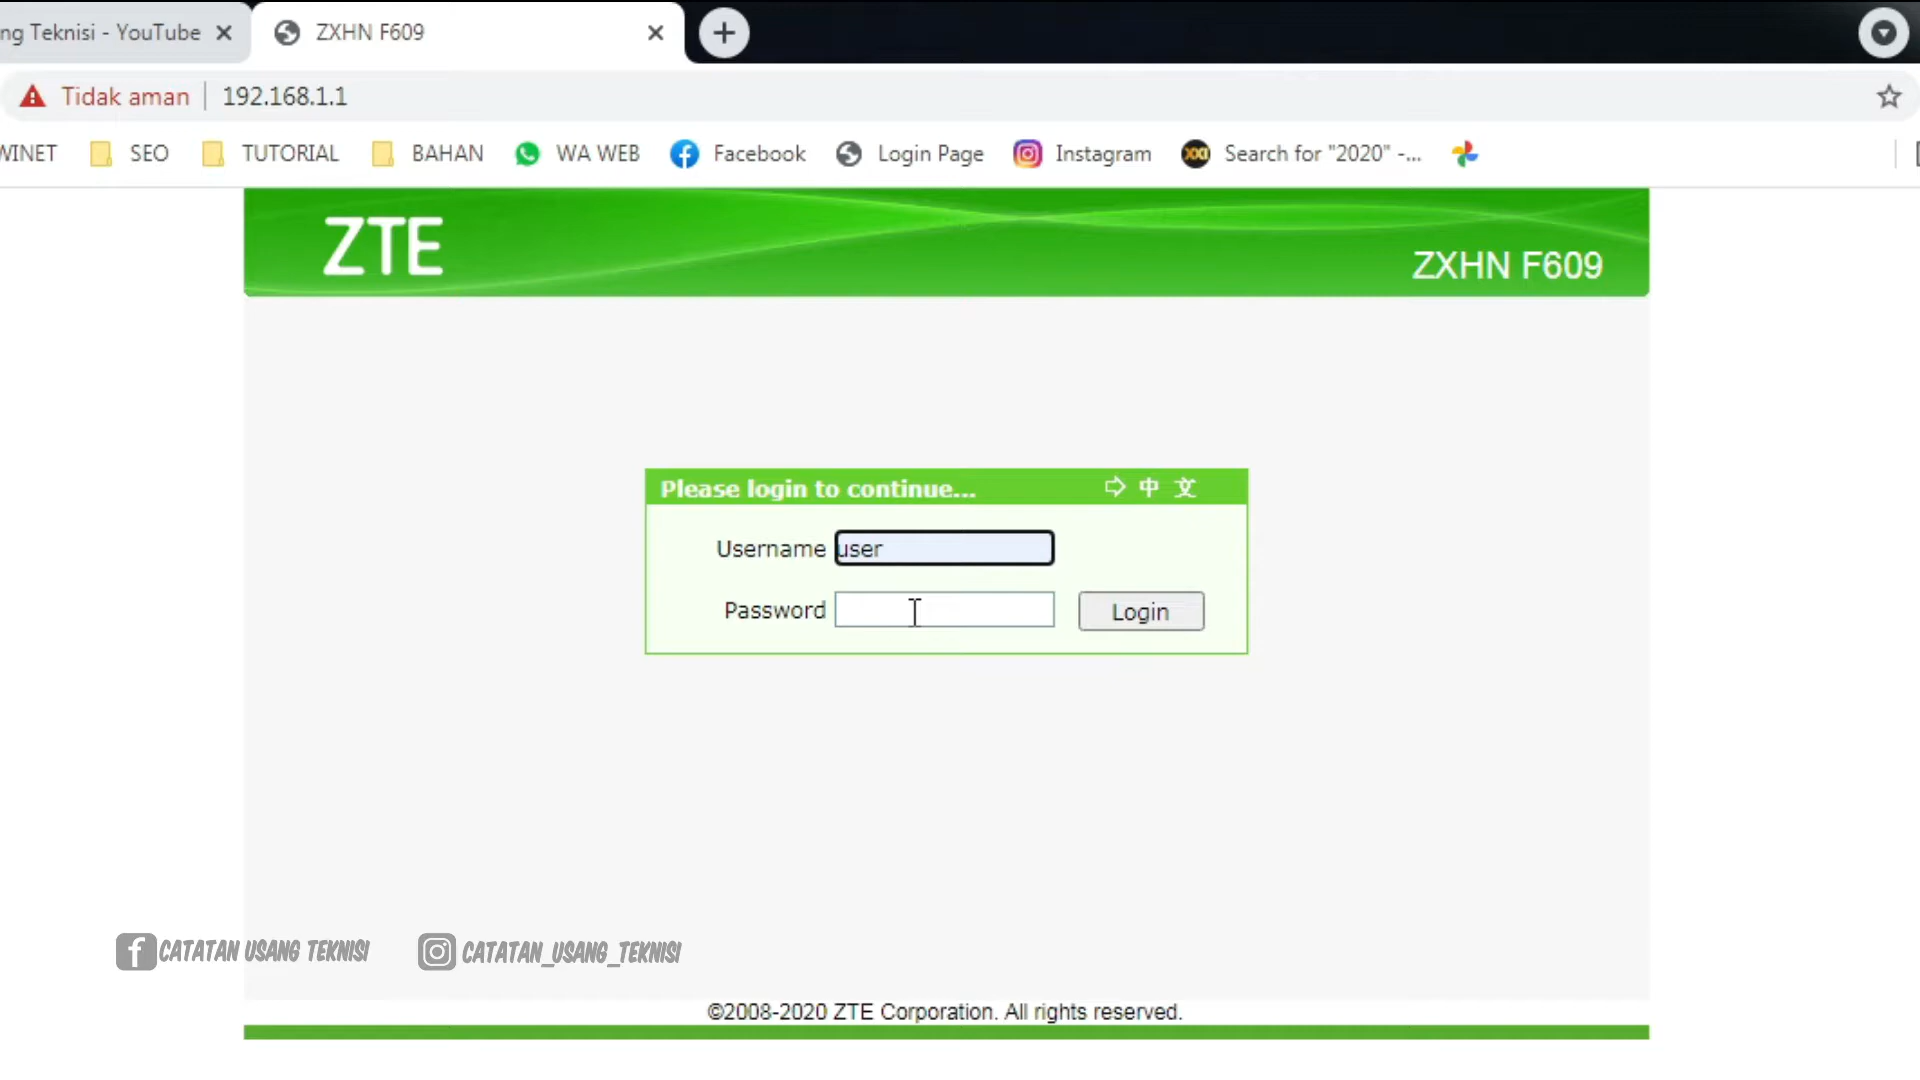 ng Teknisi - YouTube
ZXHN F609
Tidak aman
192.168.1.1
WINET
SEO
TUTORIAL
BAHAN
WA WEB
Facebook
Login Page
Instagram
Search for "2020" -...
ZTE
ZXHN F609
Please login to continue...
中 文
Username
user
Password
Login
CATATAN USANG TEKNISI
CATATAN_USANG_TEKNISI
©2008-2020 ZTE Corporation. All rights reserved.